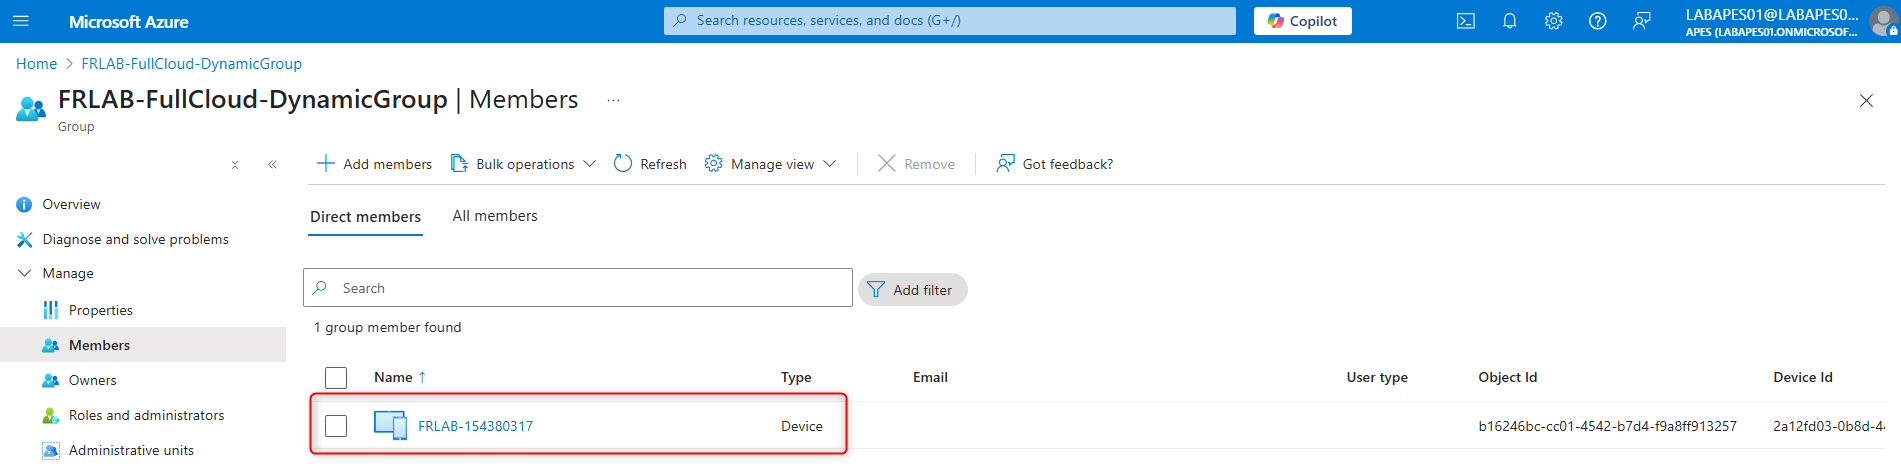 Microsoft Azure
Search resources, services, and docs (G+/)
Copilot
LABAPES01@LABAPES0...
APES (LABAPES01.ONMICROSOF...
Home > FRLAB-FullCloud-DynamicGroup
FRLAB-FullCloud-DynamicGroup | Members ...
Group
Add members
Bulk operations
Refresh
Manage view
Remove
Got feedback?
Overview
Diagnose and solve problems
Manage
Properties
Members
Owners
Roles and administrators
Administrative units
Direct members
All members
Search
Add filter
1 group member found
Name ↑ Type Email User type Object Id Device Id
FRLAB-154380317 Device b16246bc-cc01-4542-b7d4-f9a8ff913257 2a12fd03-0b8d-44